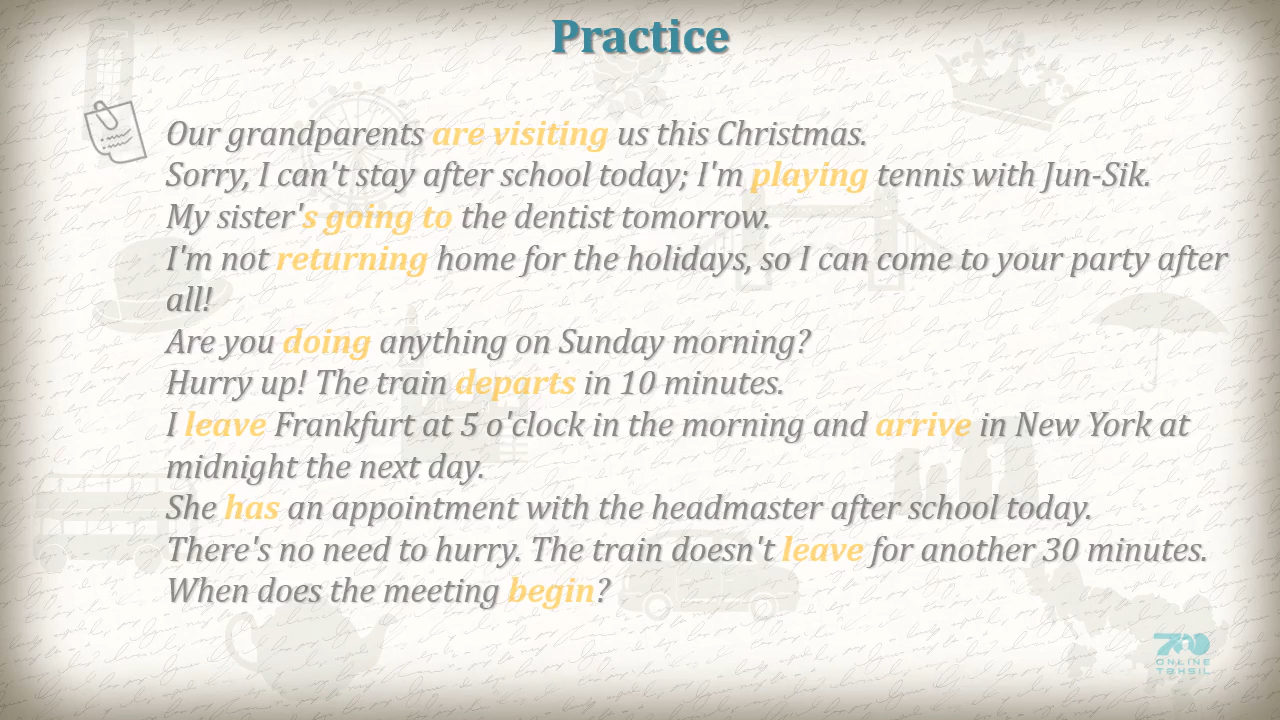 Practice
Our grandparents are visiting us this Christmas.
Sorry, I can't stay after school today; I'm playing tennis with Jun-Sik.
My sister's going to the dentist tomorrow.
I'm not returning home for the holidays, so I can come to your party after
all!
Are you doing anything on Sunday morning?
Hurry up! The train departs in 10 minutes.
I leave Frankfurt at 5 o'clock in the morning and arrive in New York at
midnight the next day.
She has an appointment with the headmaster after school today.
There's no need to hurry. The train doesn't leave for another 30 minutes.
When does the meeting begin?
700
ONLINE
TƏHSIL